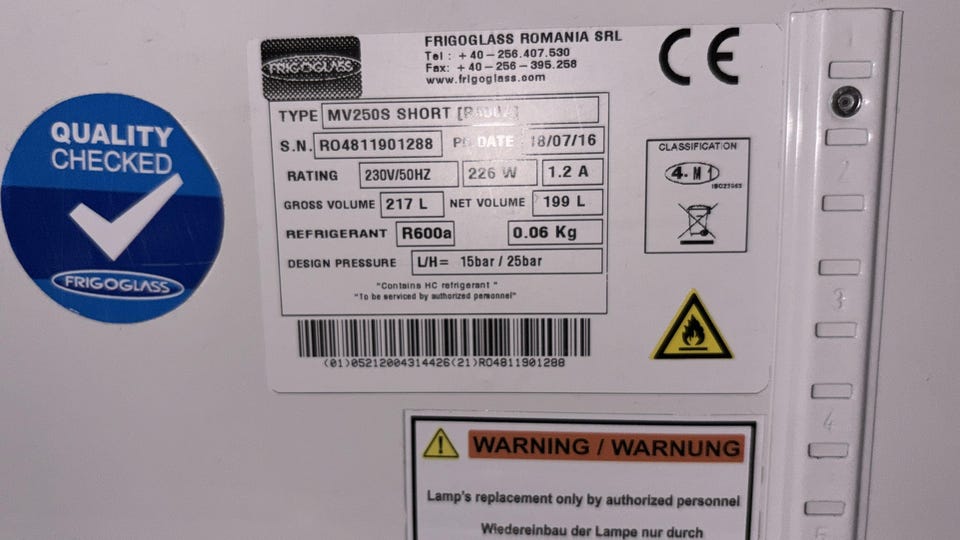 QUALITY
CHECKED
FRIGOGLASS
FRIGOGLASS
FRIGOGLASS ROMANIA SRL
Tel : +40-256.407.530
Fax: +40-256-395.258
www.frigoglass.com
CE
TYPE MV250S SHORT
S.N. RO4811901288 DATE 18/07/16
RATING 230V/50HZ 226 W 1.2 A
GROSS VOLUME 217 L NET VOLUME 199 L
REFRIGERANT R600a 0.06 Kg
DESIGN PRESSURE L/H= 15bar / 25bar
"Contains HC refrigerant "
"To be serviced by authorized personnel"
(01)05212004314426(21)RO4811901288
CLASSIFICATION
4. M1
WARNING / WARNUNG
Lamp's replacement only by authorized personnel
Wiedereinbau der Lampe nur durch
1
2
3
4